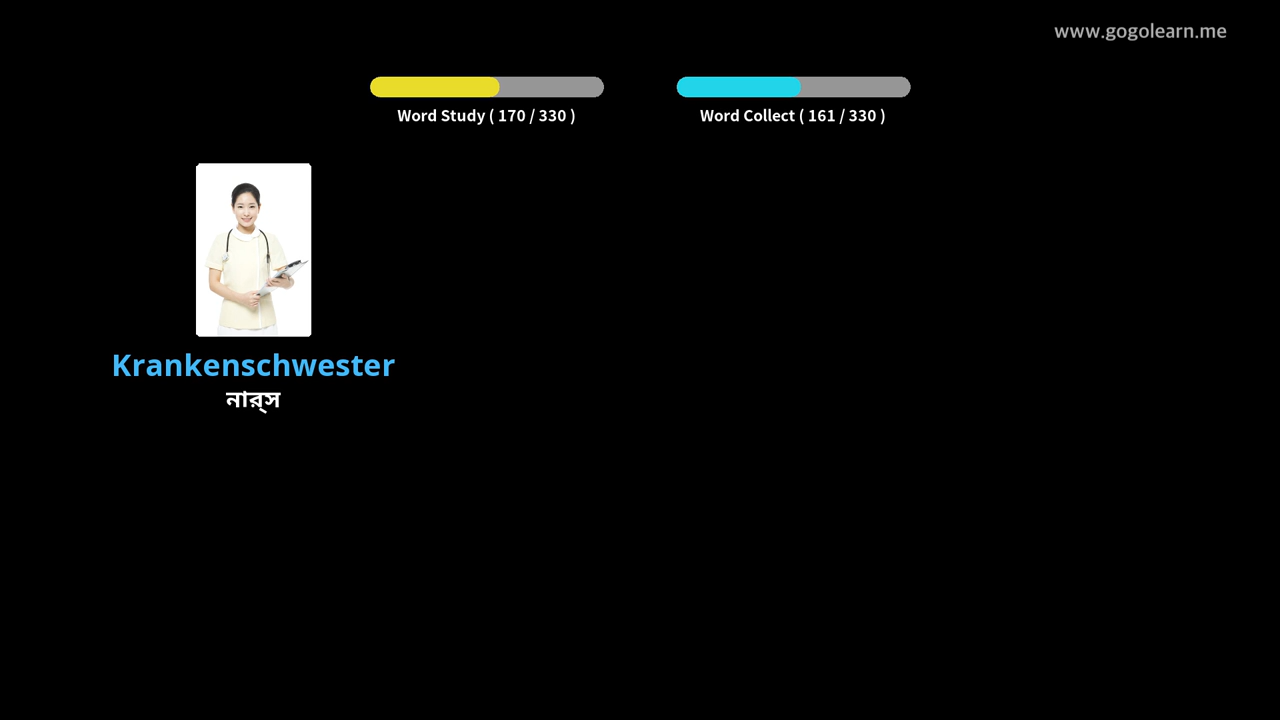 www.gogolearn.me
Word Study ( 170 / 330 )
Word Collect ( 161 / 330 )
Krankenschwester
নার্স